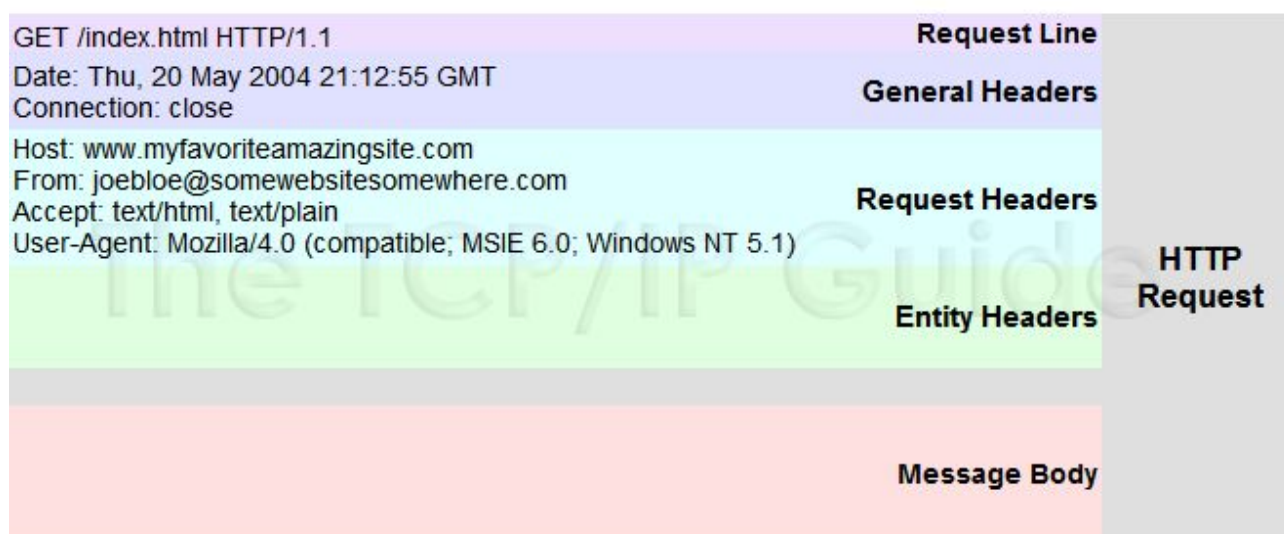 GET /index.html HTTP/1.1
Request Line
Date: Thu, 20 May 2004 21:12:55 GMT
Connection: close
General Headers
Host: www.myfavoriteamazingsite.com
From: joebloe@somewebsitesomewhere.com
Accept: text/html, text/plain
User-Agent: Mozilla/4.0 (compatible; MSIE 6.0; Windows NT 5.1)
Request Headers
The TCP/IP Guide
Entity Headers
Message Body
HTTP
Request